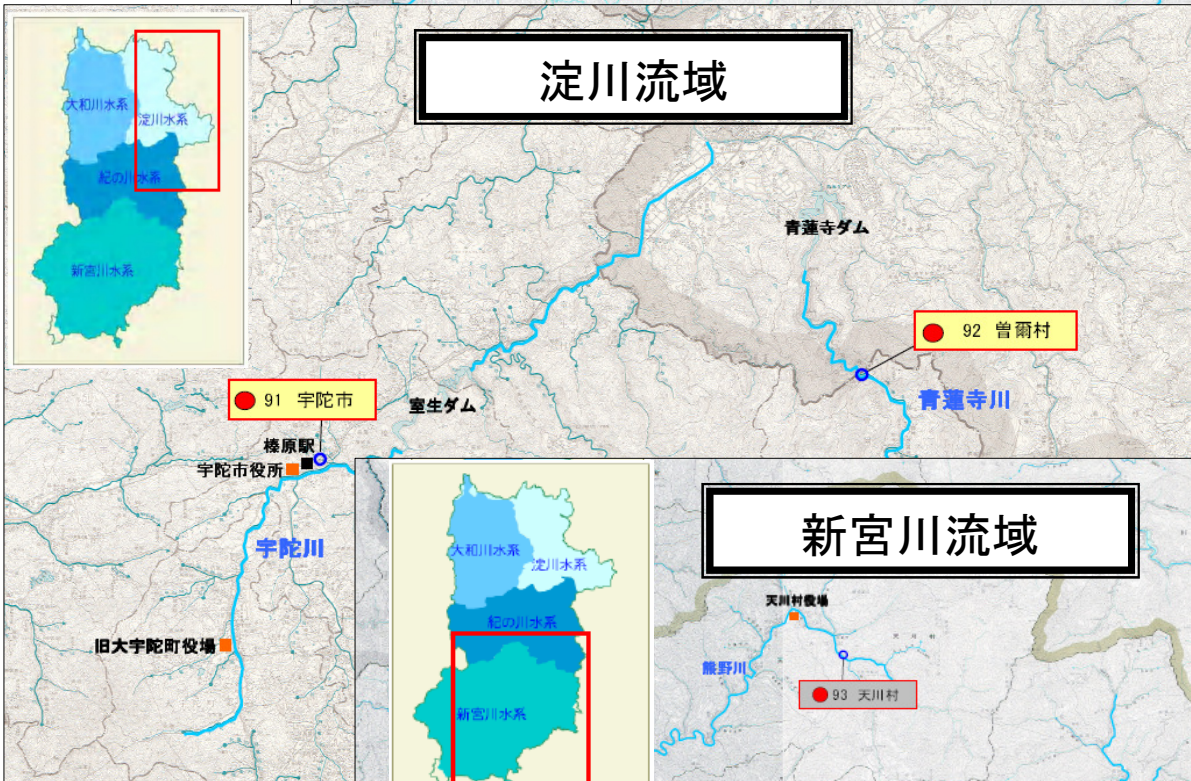 淀川流域
大和川水系
淀川水系
紀の川水系
新宮川水系
青蓮寺ダム
92 曽爾村
青蓮寺川
91 宇陀市
室生ダム
榛原駅
宇陀市役所
宇陀川
旧大宇陀町役場
新宮川流域
大和川水系
淀川水系
紀の川水系
新宮川水系
天川村役場
熊野川
93 天川村